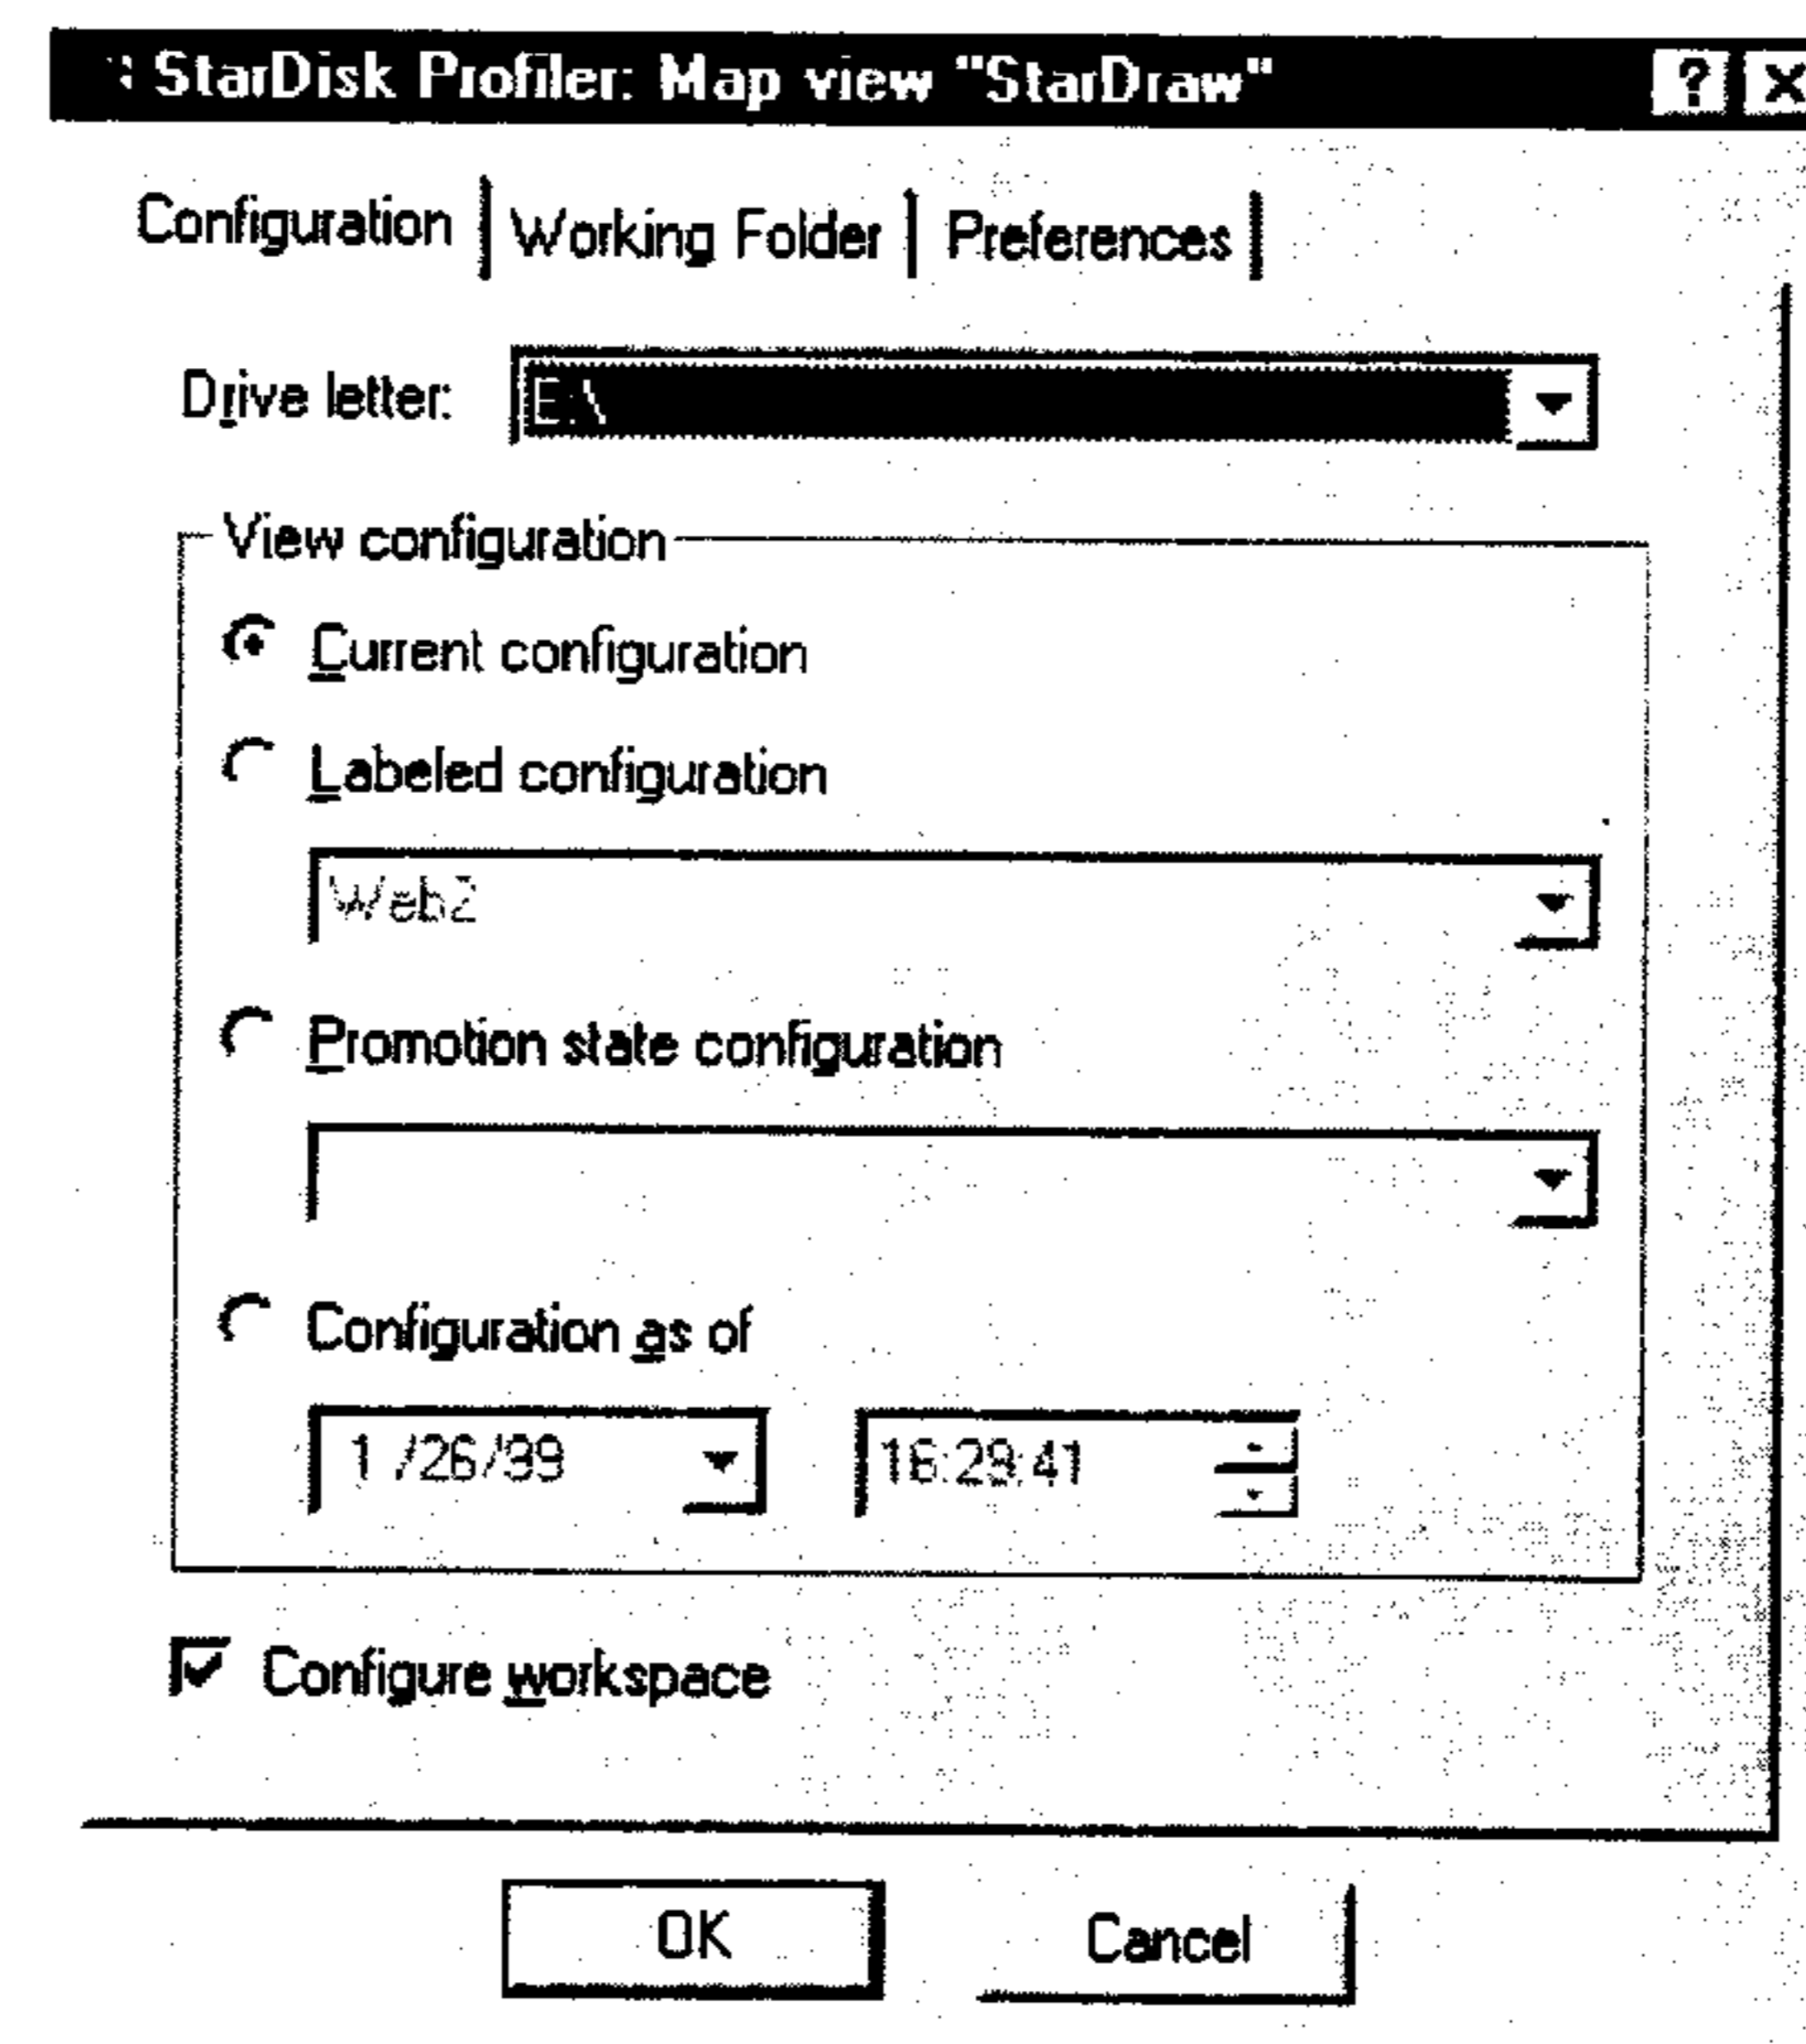 StarDisk Profiler: Map view "StarDraw" ? X
Configuration Working Folder Preferences
Drive letter: E:\
View configuration
Current configuration
Labeled configuration
Web2
Promotion state configuration
Configuration as of
1 /26/99 16:29:41
Configure workspace
OK Cancel